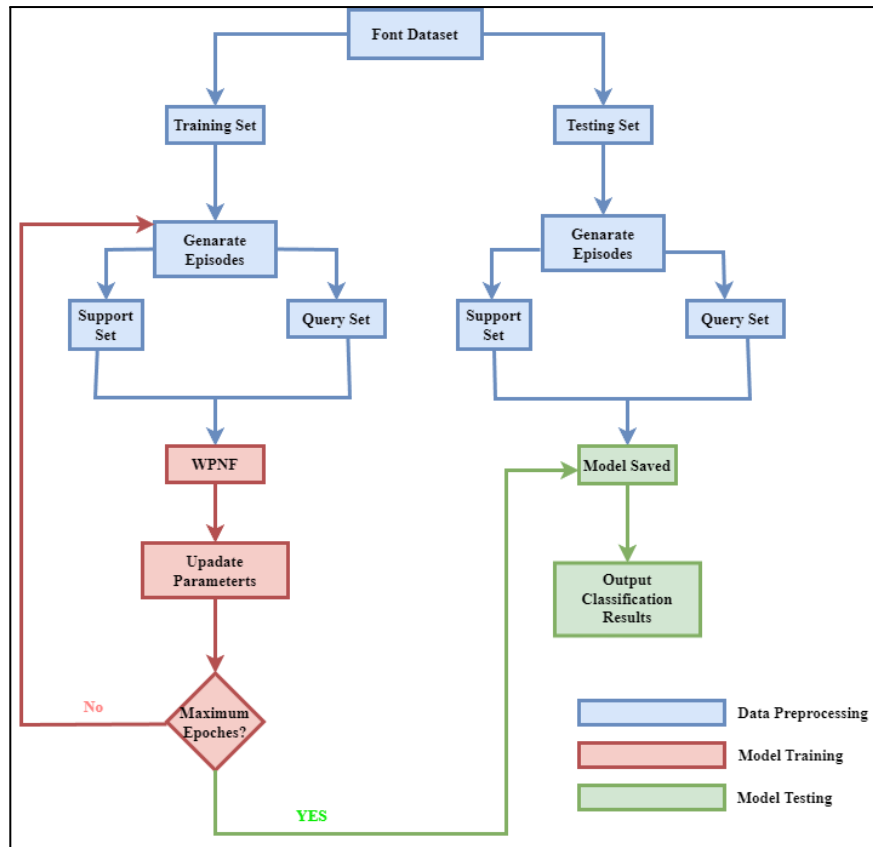 Font Dataset
Training Set
Testing Set
Genarate
Episodes
Genarate
Episodes
Support
Set
Query Set
Support
Set
Query Set
WPNF
Model Saved
Upadate
Parameterts
Output
Classification
Results
No
Maximum
Epoches?
YES
Data Preprocessing
Model Training
Model Testing